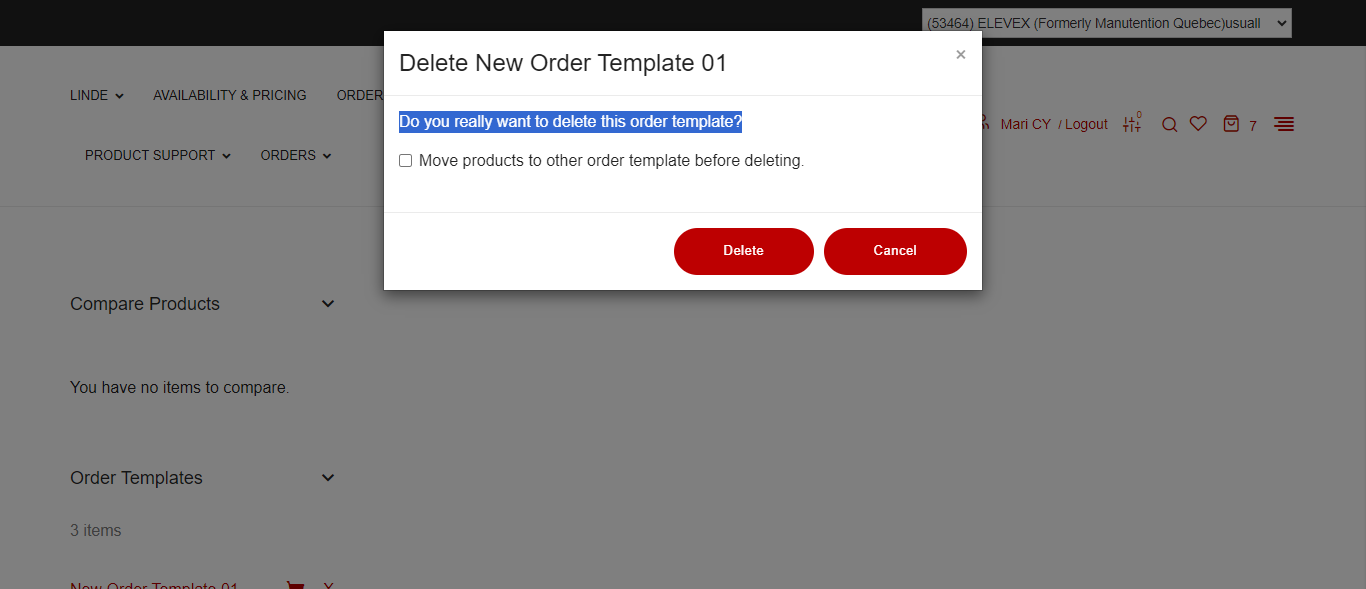 (53464) ELEVEX (Formerly Manutention Quebec)usuall
Delete New Order Template 01
×
LINDE
AVAILABILITY & PRICING
ORDER
Do you really want to delete this order template?
Mari CY / Logout
0
7
PRODUCT SUPPORT
ORDERS
Move products to other order template before deleting.
Delete
Cancel
Compare Products
You have no items to compare.
Order Templates
3 items
New Order Template 01
X